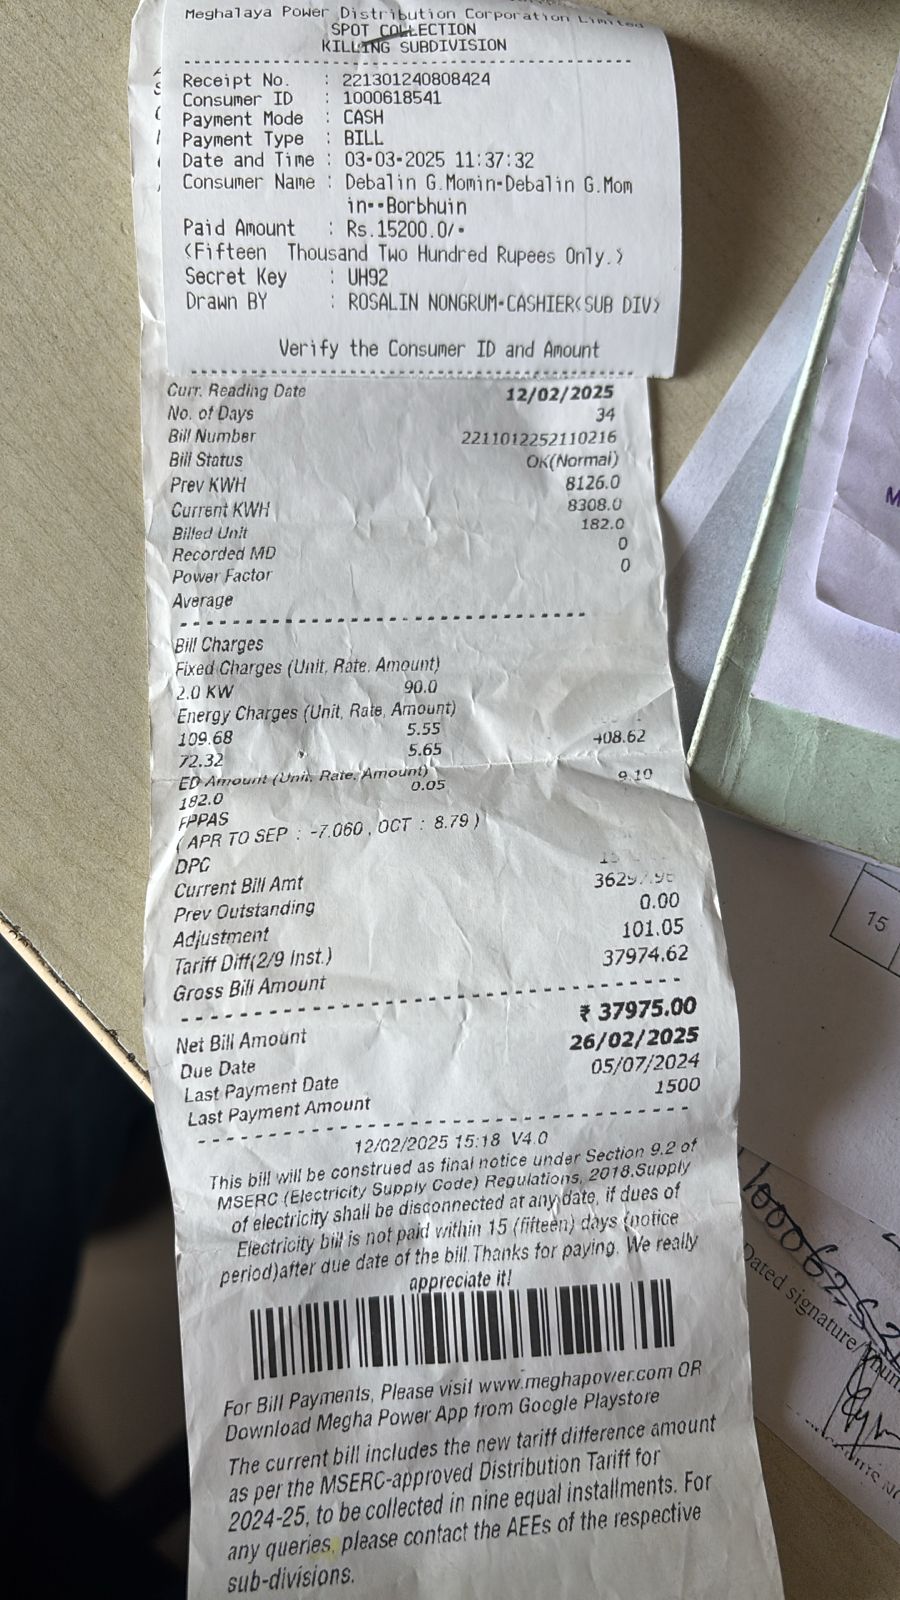 Meghalaya Power Distribution Corporation Limited
SPOT COLLECTION
KILLING SUBDIVISION
Receipt No. : 221301240808424
Consumer ID : 1000618541
Payment Mode : CASH
Payment Type : BILL
Date and Time : 03-03-2025 11:37:32
Consumer Name : Debalin G.Momin-Debalin G.Mom
in--Borbhuin
Paid Amount : Rs.15200.0/-
(Fifteen Thousand Two Hundred Rupees Only.)
Secret Key : UH92
Drawn BY : ROSALIN NONGRUM-CASHIER(SUB DIV)
Verify the Consumer ID and Amount
Curr. Reading Date 12/02/2025
No. of Days 34
Bill Number 2211012252110216
Bill Status OK(Normal)
Prev KWH 8126.0
Current KWH 8308.0
Billed Unit 182.0
Recorded MD 0
Power Factor 0
Average
Bill Charges
Fixed Charges (Unit, Rate, Amount)
2.0 KW 90.0
Energy Charges (Unit, Rate, Amount)
109.68 5.55
72.32 5.65 408.62
ED Amount (Unit, Rate, Amount)
182.0 0.05 9.10
FPPAS
( APR TO SEP : -7.060 , OCT : 8.79 )
DPC
Current Bill Amt
Prev Outstanding
Adjustment 0.00
Tariff Diff(2/9 Inst.) 101.05
Gross Bill Amount 37974.62
Net Bill Amount ₹ 37975.00
Due Date 26/02/2025
Last Payment Date 05/07/2024
Last Payment Amount 1500
12/02/2025 15:18 V4.0
This bill will be construed as final notice under Section 9.2 of
MSERC (Electricity Supply Code) Regulations, 2018.Supply
of electricity shall be disconnected at any date, if dues of
Electricity bill is not paid within 15 (fifteen) days (notice
period)after due date of the bill.Thanks for paying, We really
appreciate it!
For Bill Payments, Please visit www.meghapower.com OR
Download Megha Power App from Google Playstore
The current bill includes the new tariff difference amount
as per the MSERC-approved Distribution Tariff for
2024-25, to be collected in nine equal installments. For
any queries, please contact the AEEs of the respective
sub-divisions.
15
Dated signature